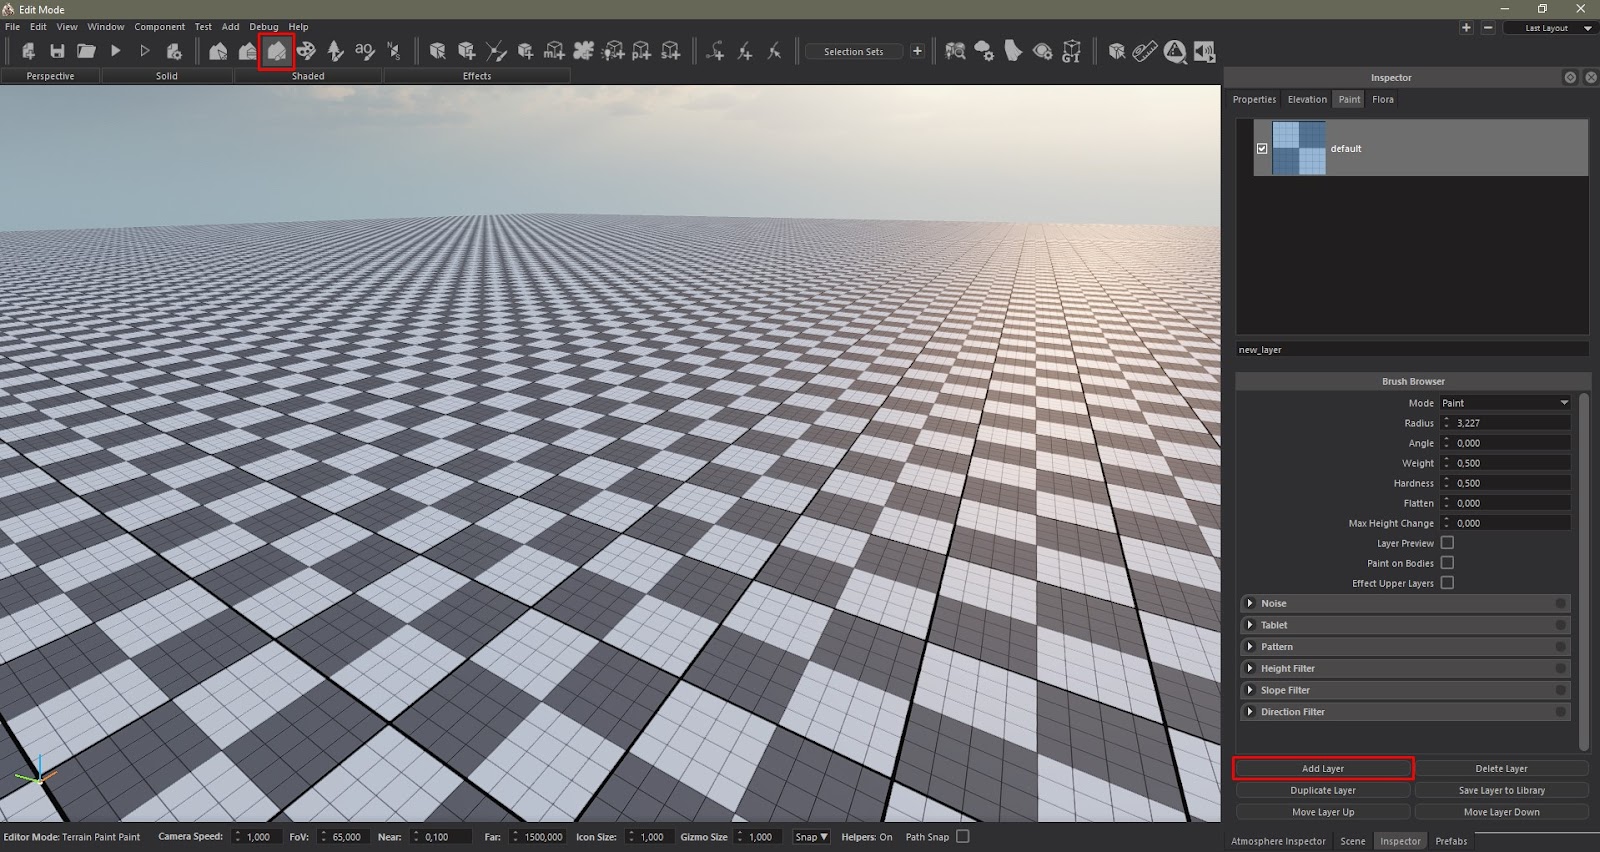 Edit Mode
File Edit View Window Component Test Add Debug Help
Last Layout
Selection Sets
GI
Perspective Solid Shaded Effects
Inspector
Properties Elevation Paint Flora
default
new_layer
Brush Browser
Mode Paint
Radius 3,227
Angle 0,000
Weight 0,500
Hardness 0,500
Flatten 0,000
Max Height Change 0,000
Layer Preview
Paint on Bodies
Effect Upper Layers
Noise
Tablet
Pattern
Height Filter
Slope Filter
Direction Filter
Add Layer Delete Layer
Duplicate Layer Save Layer to Library
Move Layer Up Move Layer Down
Editor Mode: Terrain Paint Paint Camera Speed: 1,000 FoV: 65,000 Near: 0,100 Far: 1500,000 Icon Size: 1,000 Gizmo Size 1,000 Snap Helpers: On Path Snap
Atmosphere Inspector Scene Inspector Prefabs